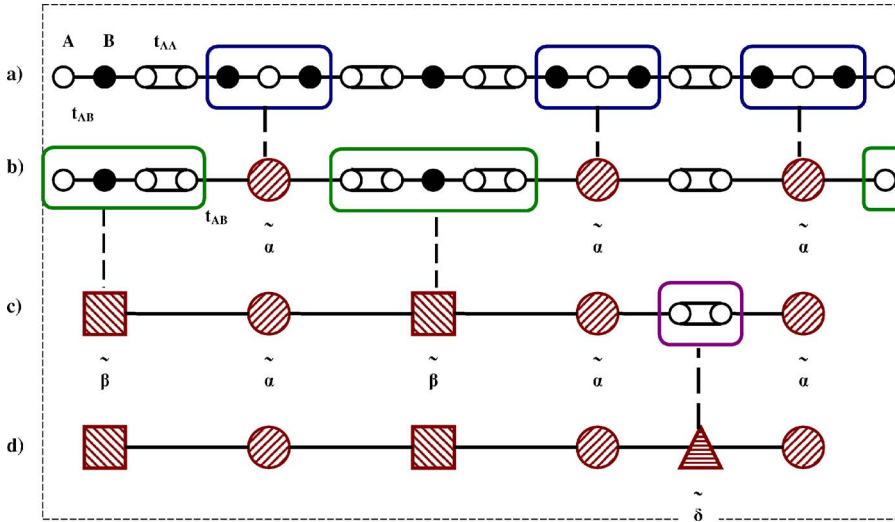 A B t_AA
a)
t_AB
b)
t_AB
~ ~ ~
α α α
c)
~ ~ ~ ~ ~
β α β α α
d)
~
δ